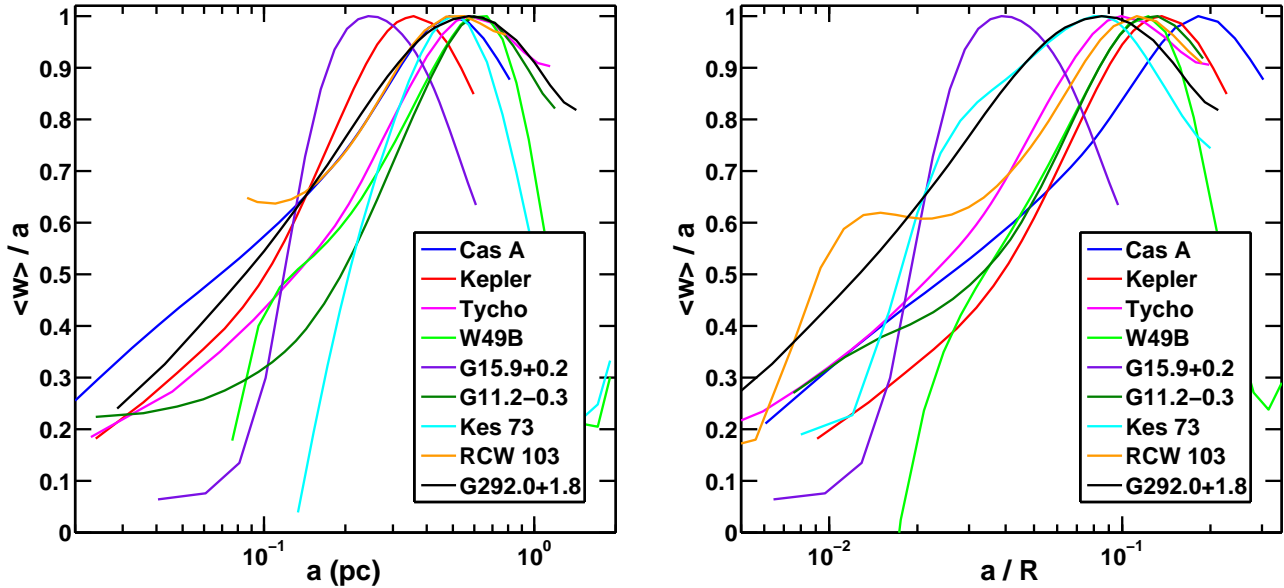 1
0.9
0.8
0.7
0.6
0.5
0.4
0.3
0.2
0.1
0
<w> / a
10⁻¹
10⁰
a (pc)
Cas A
Kepler
Tycho
W49B
G15.9+0.2
G11.2−0.3
Kes 73
RCW 103
G292.0+1.8
1
0.9
0.8
0.7
0.6
0.5
0.4
0.3
0.2
0.1
0
<w> / a
10⁻²
10⁻¹
a / R
Cas A
Kepler
Tycho
W49B
G15.9+0.2
G11.2−0.3
Kes 73
RCW 103
G292.0+1.8